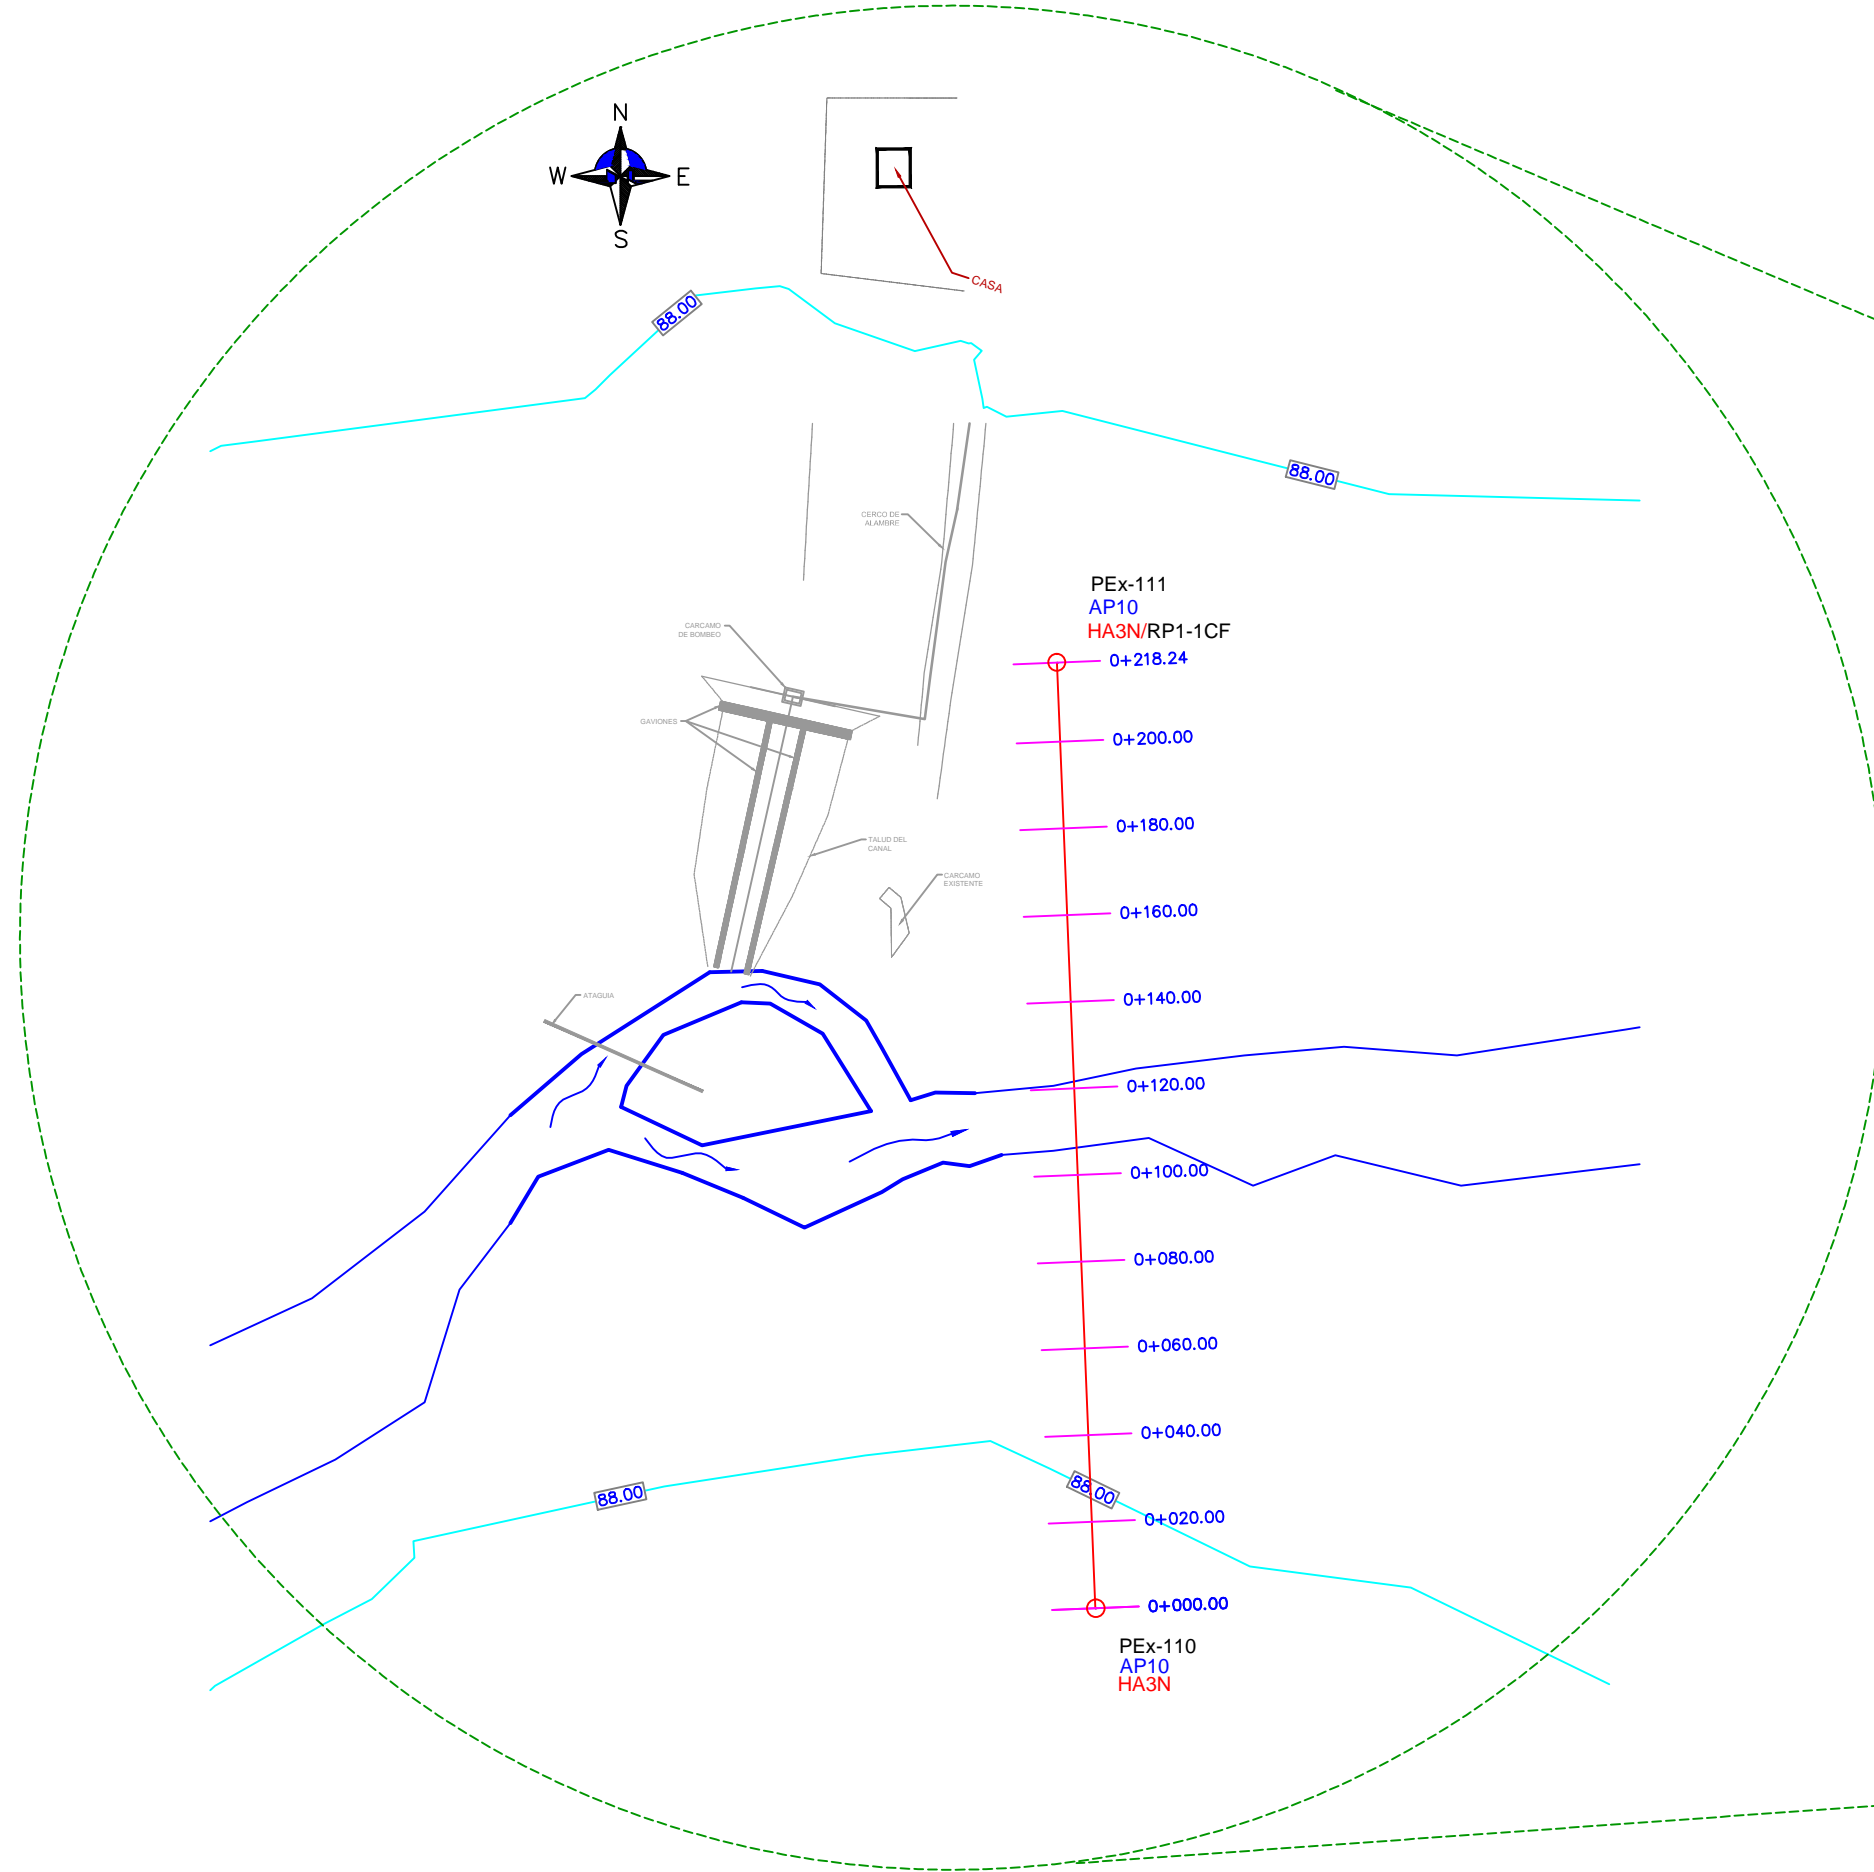 N
W
E
S
CASA
88.00
88.00
CERCO DE
ALAMBRE
PEx-111
AP10
HA3N/RP1-1CF
0+218.24
CARCAMO
DE BOMBEO
GAVIONES
0+200.00
0+180.00
TALUD DEL
CANAL
CARCAMO
EXISTENTE
0+160.00
ATAGUIA
0+140.00
0+120.00
0+100.00
0+080.00
0+060.00
0+040.00
88.00
88.00
0+020.00
0+000.00
PEx-110
AP10
HA3N